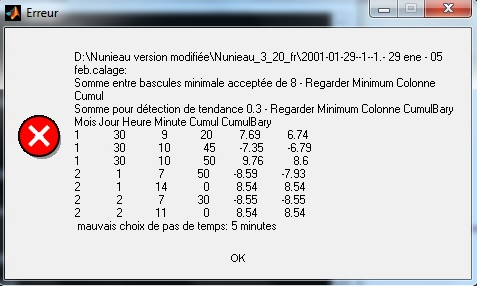 Erreur
D:\Nunieau version modifiée\Nunieau_3_20_fr\2001-01-29--1--1.- 29 ene - 05
feb.calage:
Somme entre bascules minimale acceptée de 8 - Regarder Minimum Colonne
Cumul
Somme pour détection de tendance 0.3 - Regarder Minimum Colonne CumulBary
Mois Jour Heure Minute Cumul CumulBary
1 30 9 20 7.69 6.74
1 30 10 45 -7.35 -6.79
1 30 10 50 9.76 8.6
2 1 7 50 -8.59 -7.93
2 1 14 0 8.54 8.54
2 2 7 30 -8.55 -8.55
2 2 11 0 8.54 8.54
mauvais choix de pas de temps: 5 minutes
OK